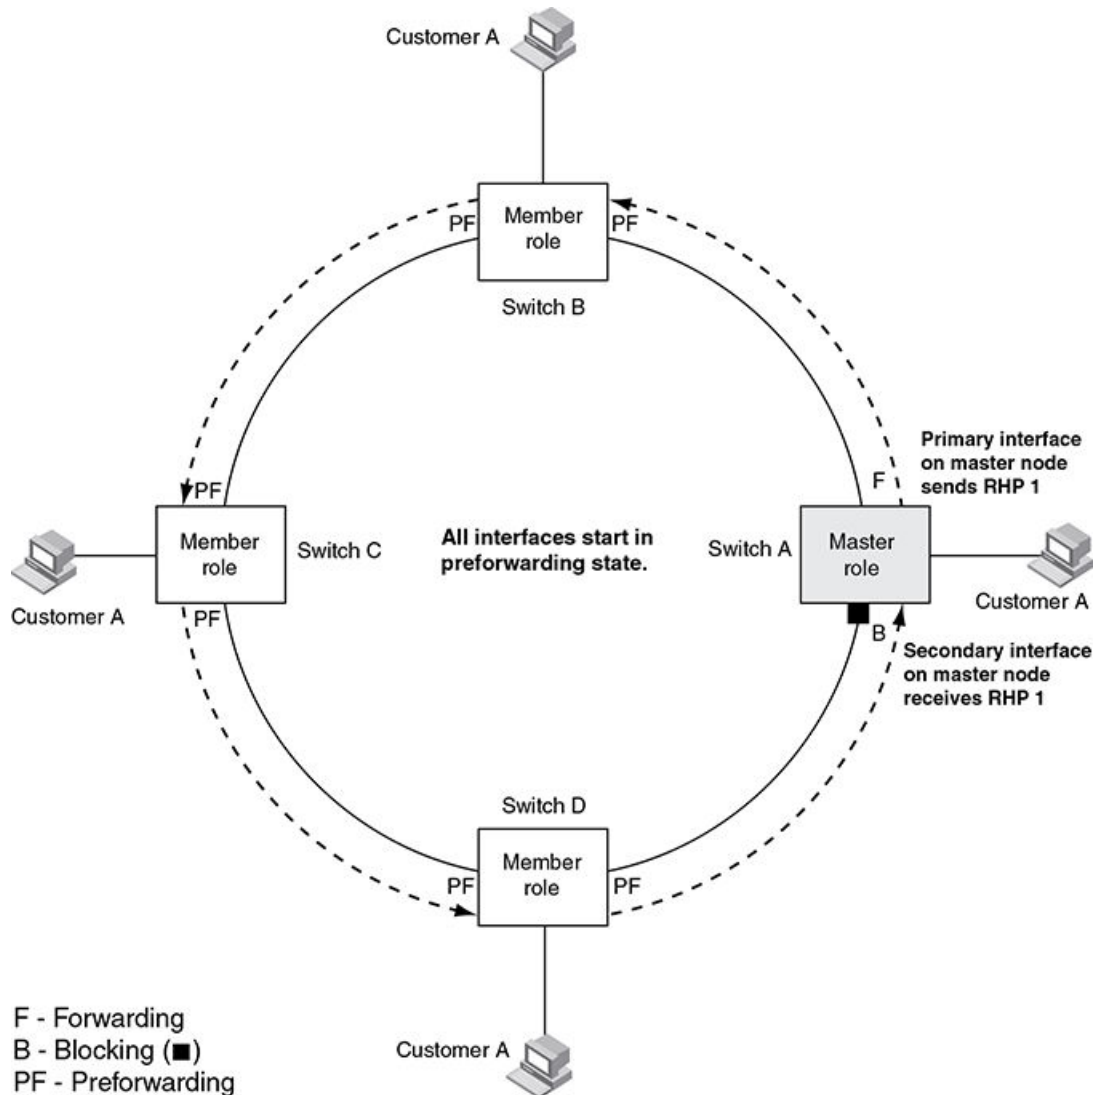 Customer A
PF
Member
role
PF
Switch B
Primary interface
on master node
sends RHP 1
F
PF
Member
role
Switch C
All interfaces start in
preforwarding state.
Switch A
Master
role
Customer A
PF
Customer A
B
Secondary interface
on master node
receives RHP 1
Switch D
PF
Member
role
PF
F - Forwarding
B - Blocking (■)
PF - Preforwarding
Customer A